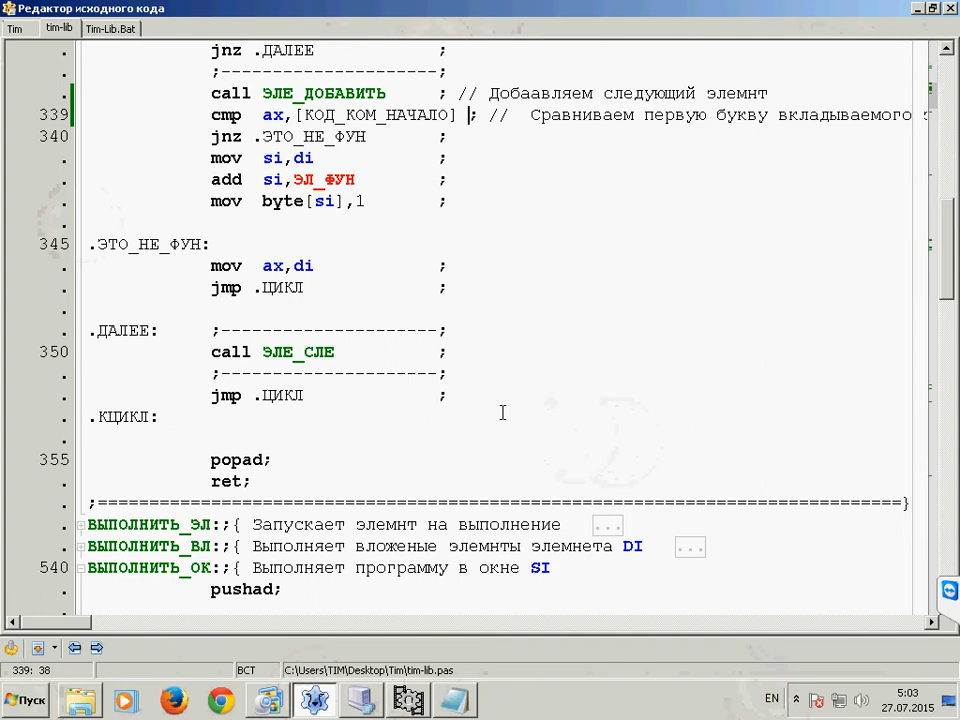 Редактор исходного кода
Tim tim-lib Tim-Lib.Bat
. jnz .ДАЛЕЕ ;
. ;----------------------;
. call ЭЛЕ_ДОБАВИТЬ ; // Добаавляем следующий элемнт
339 cmp ax,[КОД_КОМ_НАЧАЛО] ; // Сравниваем первую букву вкладываемого
340 jnz .ЭТО_НЕ_ФУН ;
. mov si,di ;
. add si,ЭЛ_ФУН ;
. mov byte[si],1 ;
.
345 .ЭТО_НЕ_ФУН:
. mov ax,di ;
. jmp .ЦИКЛ ;
.
. .ДАЛЕЕ: ;----------------------;
350 call ЭЛЕ_СЛЕ ;
. ;----------------------;
. jmp .ЦИКЛ ;
. .КЦИКЛ:
.
355 popad;
. ret;
. ;===============================================================================}
. ВЫПОЛНИТЬ_ЭЛ:;{ Запускает элемнт на выполнение ...
. ВЫПОЛНИТЬ_ВЛ:;{ Выполняет вложеные элемнты элемнета DI ...
540 ВЫПОЛНИТЬ_ОК:;{ Выполняет программу в окне SI
. pushad;
339: 38 ВСТ C:\Users\TIM\Desktop\Tim\tim-lib.pas
Пуск EN 5:03
27.07.2015